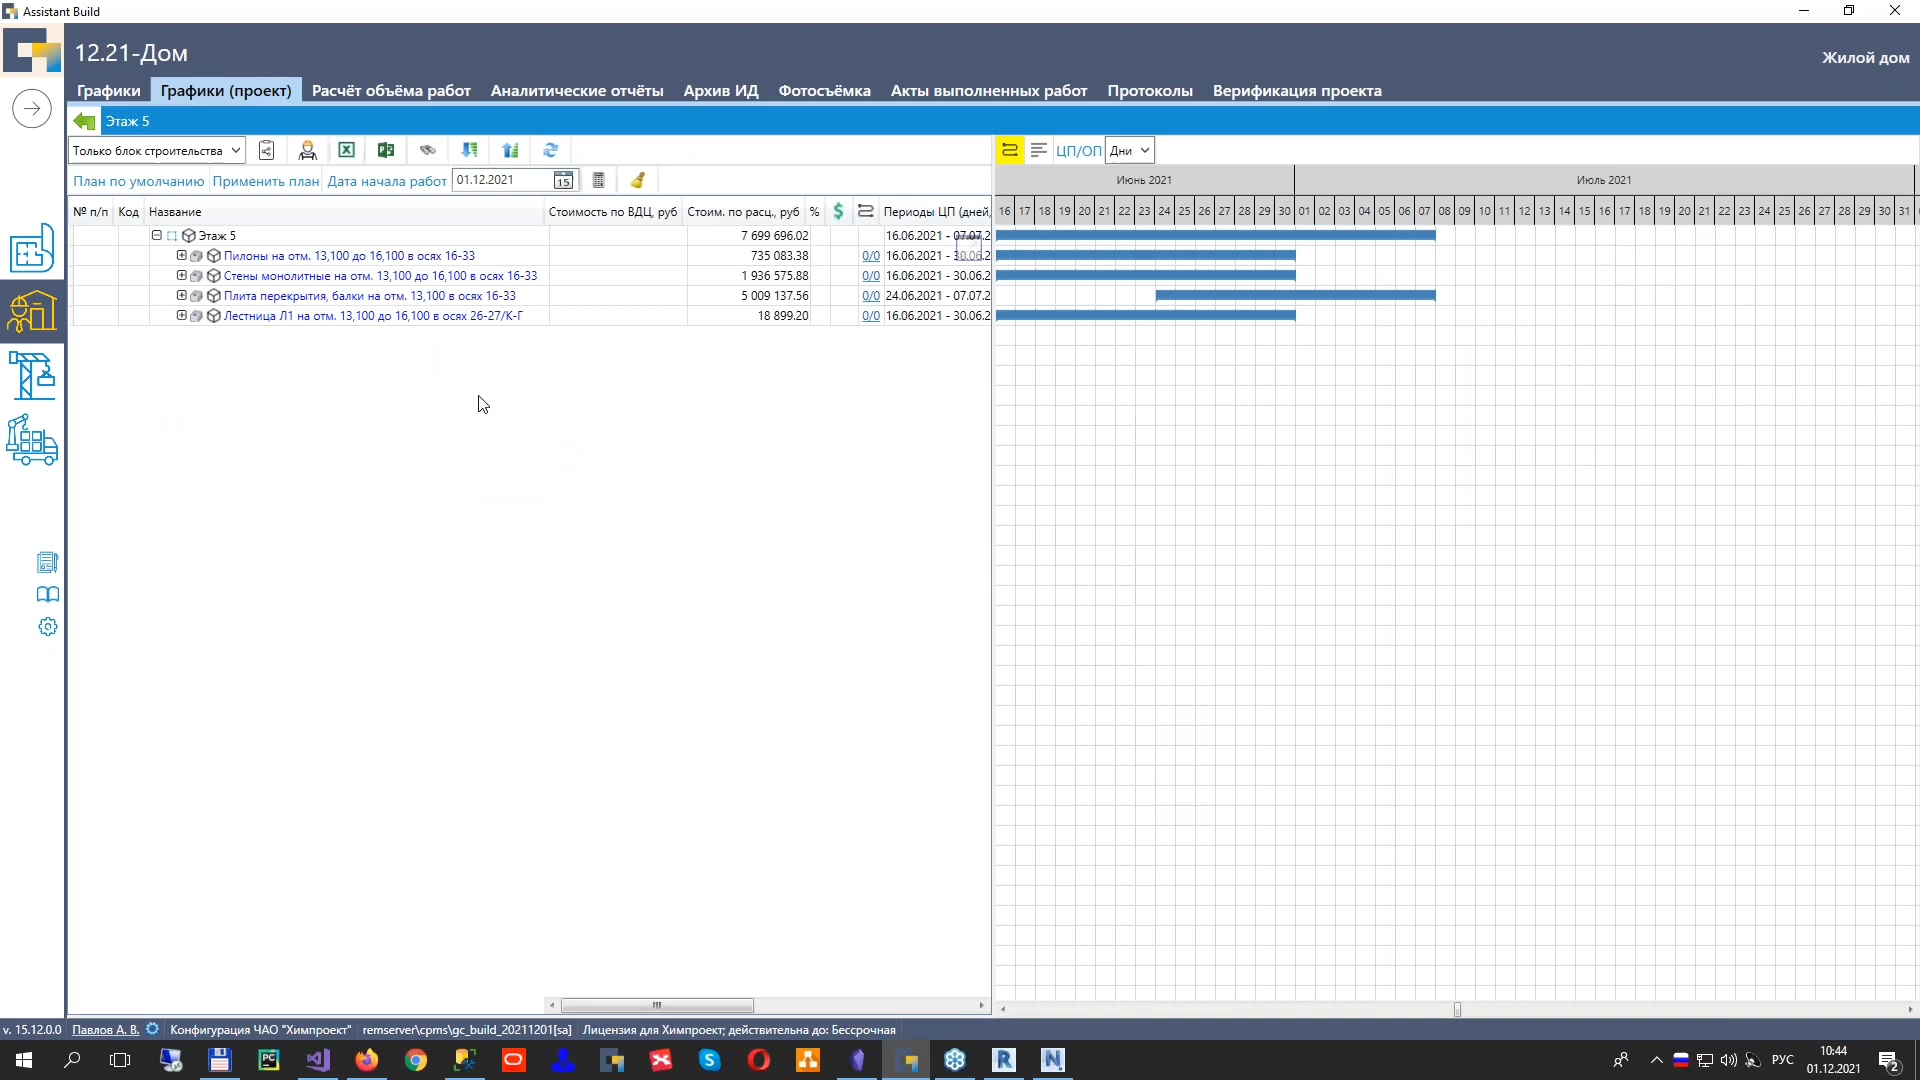 Assistant Build
12.21-Дом
Жилой дом
Графики Графики (проект) Расчёт объёма работ Аналитические отчёты Архив ИД Фотосъёмка Акты выполненных работ Протоколы Верификация проекта
Этаж 5
Только блок строительства
ЦП/ОП Дни
План по умолчанию Применить план Дата начала работ 01.12.2021 15
Июнь 2021 Июль 2021
№ п/п Код Название Стоимость по ВДЦ, руб Стоим. по расц., руб % $ Периоды ЦП (дней,
16 17 18 19 20 21 22 23 24 25 26 27 28 29 30 01 02 03 04 05 06 07 08 09 10 11 12 13 14 15 16 17 18 19 20 21 22 23 24 25 26 27 28 29 30 31
Этаж 5 7 699 696.02 16.06.2021 - 07.07.2
Пилоны на отм. 13,100 до 16,100 в осях 16-33 735 083.38 0/0 16.06.2021 - 30.06.2
Стены монолитные на отм. 13,100 до 16,100 в осях 16-33 1 936 575.88 0/0 16.06.2021 - 30.06.2
Плита перекрытия, балки на отм. 13,100 в осях 16-33 5 009 137.56 0/0 24.06.2021 - 07.07.2
Лестница Л1 на отм. 13,100 до 16,100 в осях 26-27/К-Г 18 899.20 0/0 16.06.2021 - 30.06.2
v. 15.12.0.0 Павлов А. В. Конфигурация ЧАО "Химпроект" remserver\cpms\gc_build_20211201[sa] Лицензия для Химпроект; действительна до: Бессрочная
РУС 10:44
01.12.2021 2